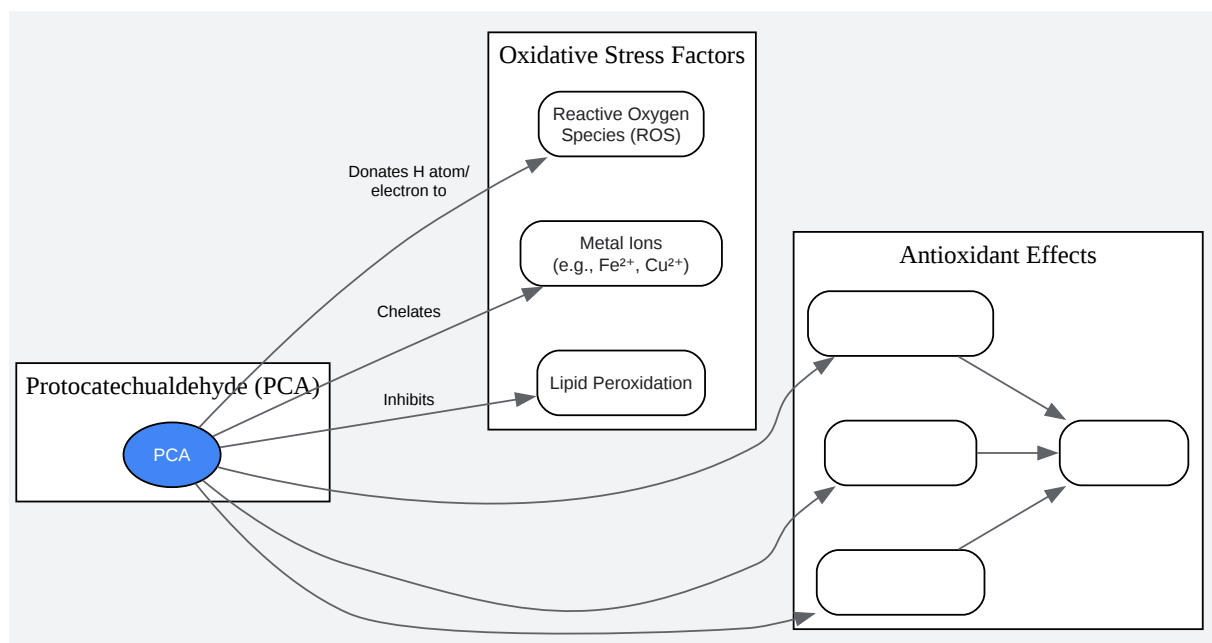 Oxidative Stress Factors
Reactive Oxygen
Species (ROS)
Donates H atom/
electron to
Metal Ions
(e.g., Fe²⁺, Cu²⁺)
Antioxidant Effects
Chelates
Protocatechualdehyde (PCA)
Lipid Peroxidation
Inhibits
PCA